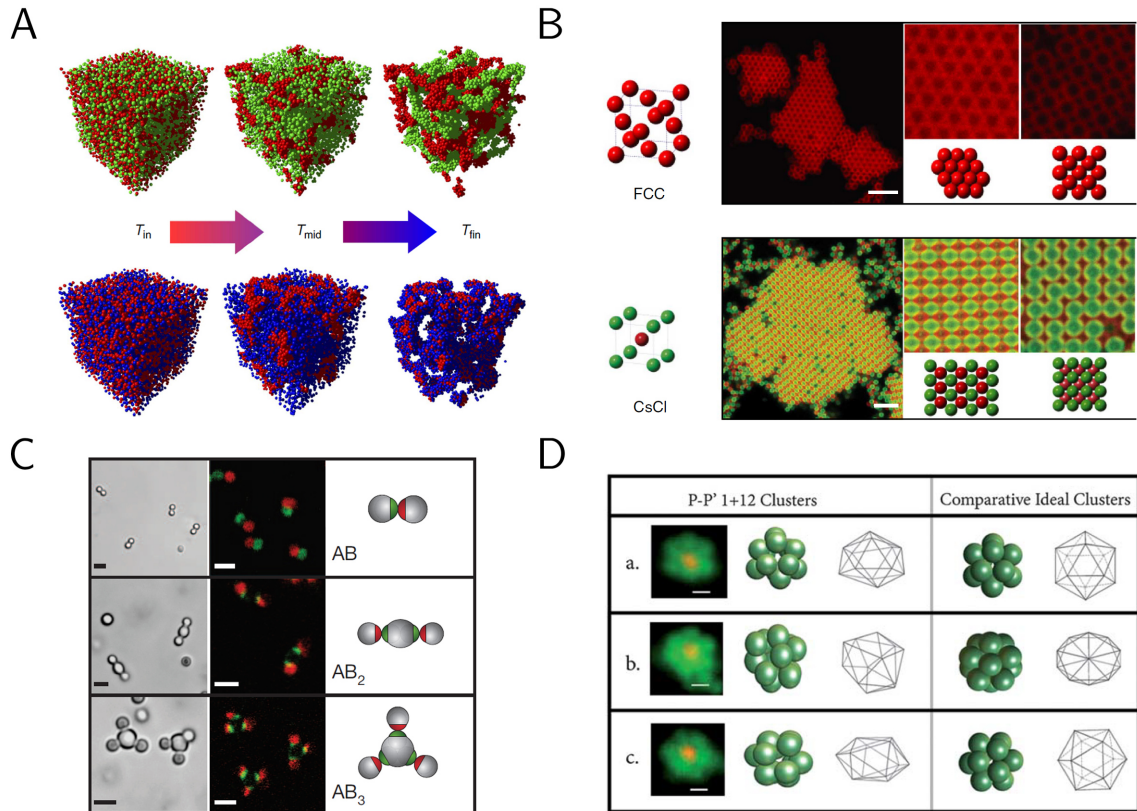 A
T_in
T_mid
T_fin
B
FCC
CsCl
C
AB
AB₂
AB₃
D
P-P' 1+12 Clusters
Comparative Ideal Clusters
a.
b.
c.